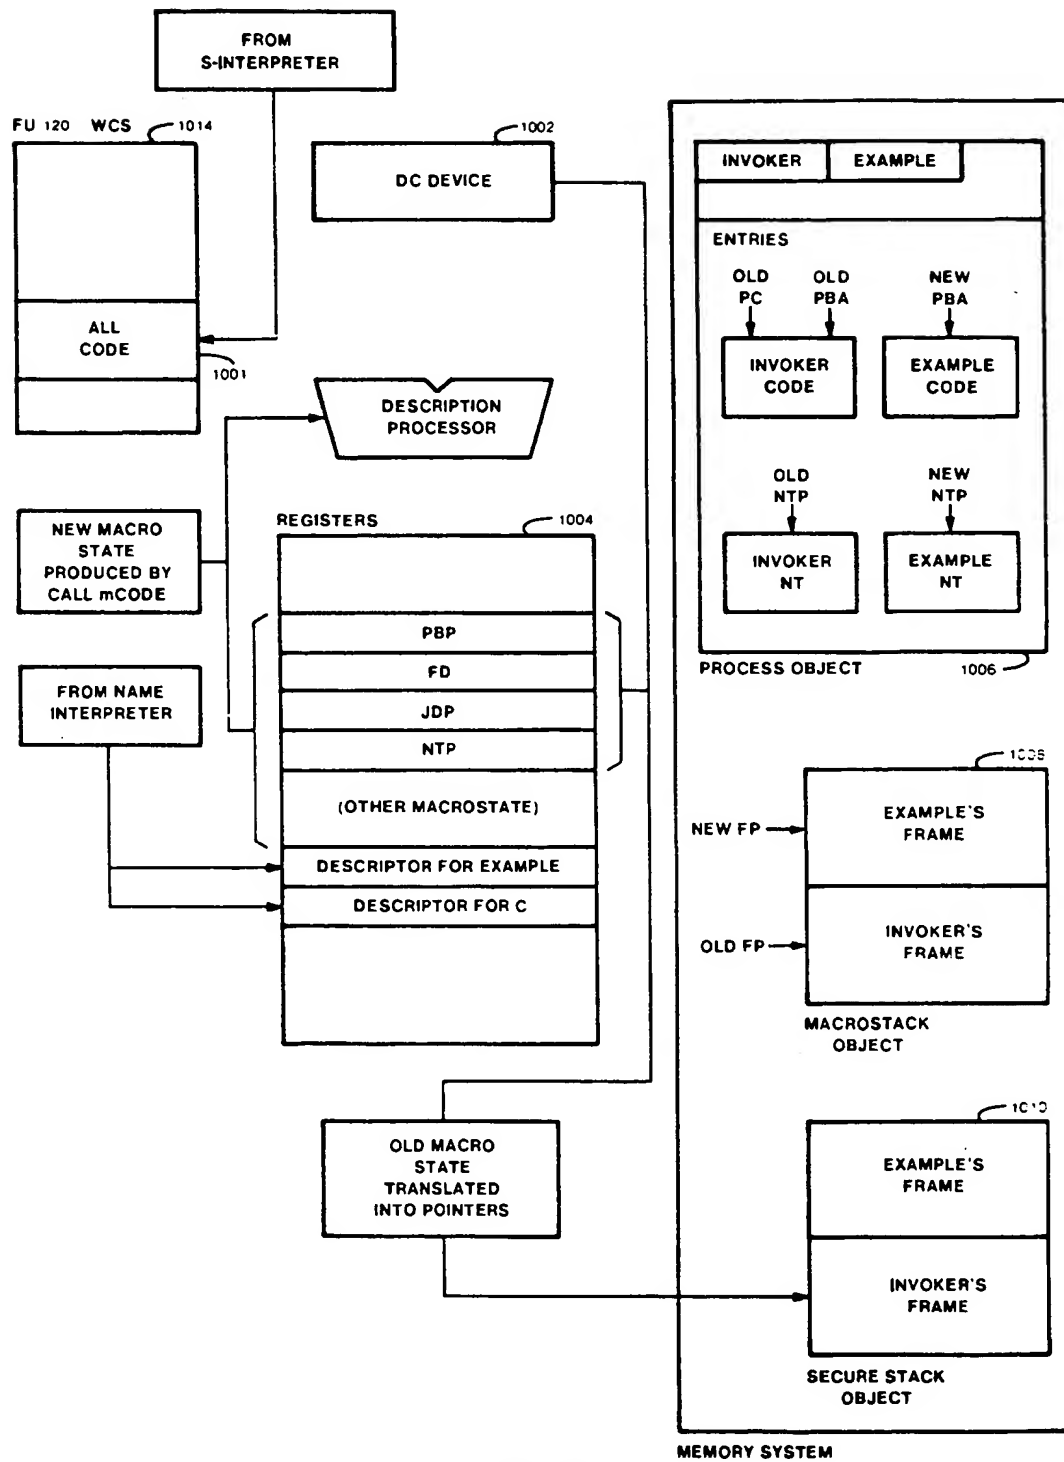 FROM
S-INTERPRETER
FU 120 WCS 1014
1002
DC DEVICE
ALL
CODE
1001
DESCRIPTION
PROCESSOR
NEW MACRO
STATE
PRODUCED BY
CALL mCODE
FROM NAME
INTERPRETER
REGISTERS
1004
PBP
FD
JDP
NTP
(OTHER MACROSTATE)
DESCRIPTOR FOR EXAMPLE
DESCRIPTOR FOR C
OLD MACRO
STATE
TRANSLATED
INTO POINTERS
INVOKER
EXAMPLE
ENTRIES
OLD
PC
OLD
PBA
NEW
PBA
INVOKER
CODE
EXAMPLE
CODE
OLD
NTP
NEW
NTP
INVOKER
NT
EXAMPLE
NT
PROCESS OBJECT
1006
NEW FP
EXAMPLE'S
FRAME
OLD FP
INVOKER'S
FRAME
MACROSTACK
OBJECT
1010
EXAMPLE'S
FRAME
INVOKER'S
FRAME
SECURE STACK
OBJECT
MEMORY SYSTEM